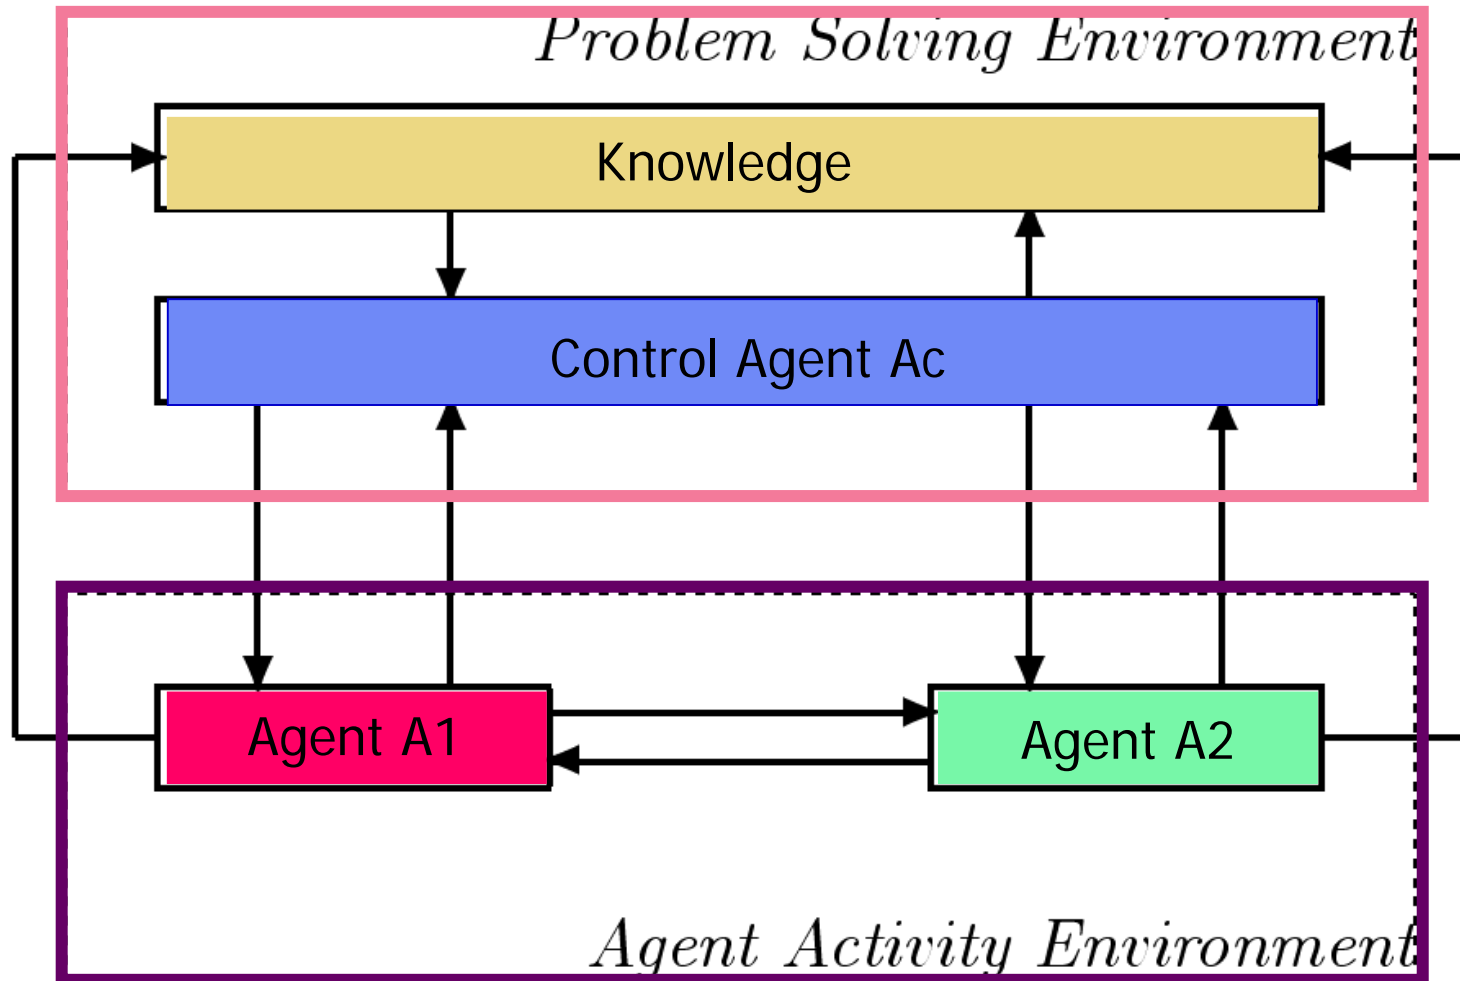 Problem Solving Environment
Knowledge
Control Agent Ac
Agent A1
Agent A2
Agent Activity Environment